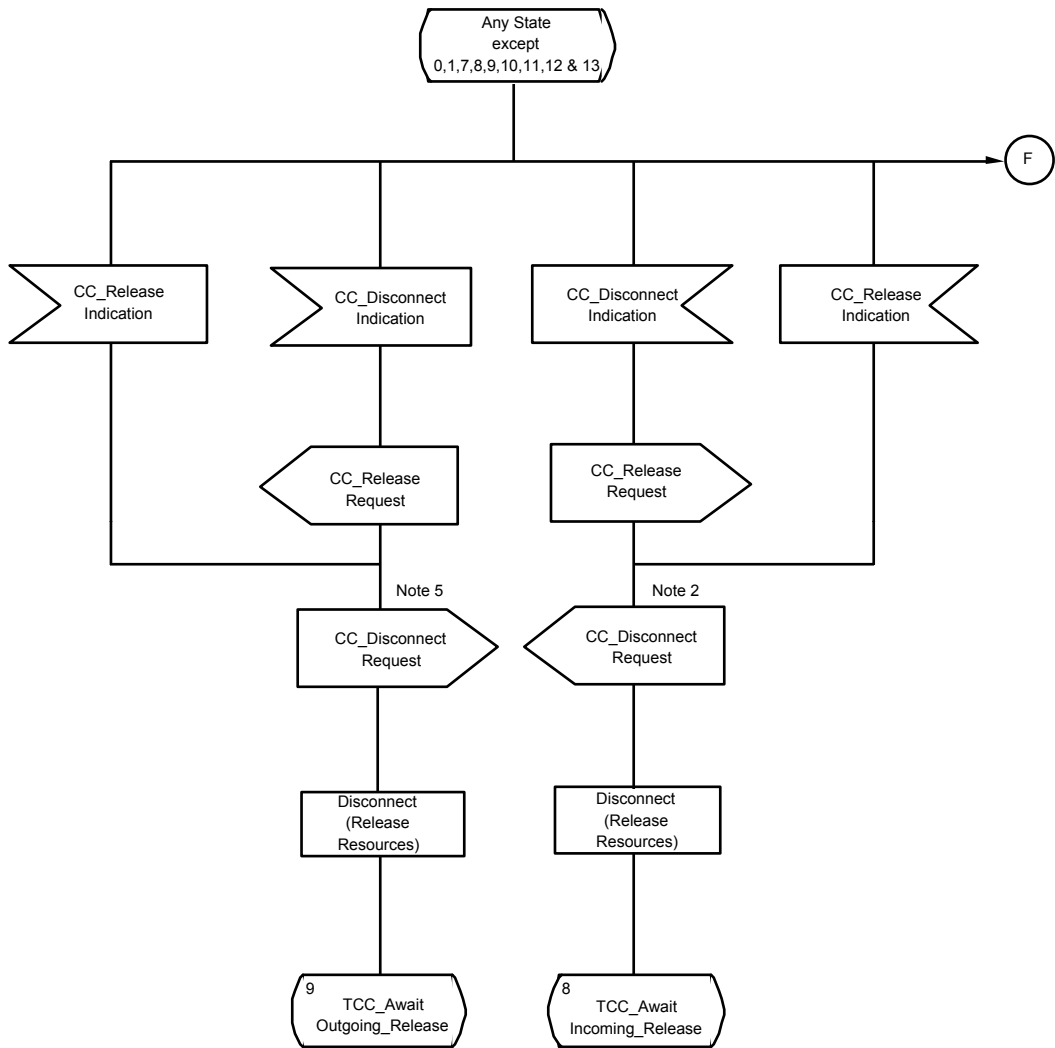 Any State
except
0,1,7,8,9,10,11,12 & 13
F
CC_Release
Indication
CC_Disconnect
Indication
CC_Disconnect
Indication
CC_Release
Indication
CC_Release
Request
CC_Release
Request
Note 5
Note 2
CC_Disconnect
Request
CC_Disconnect
Request
Disconnect
(Release
Resources)
Disconnect
(Release
Resources)
9
TCC_Await
Outgoing_Release
8
TCC_Await
Incoming_Release